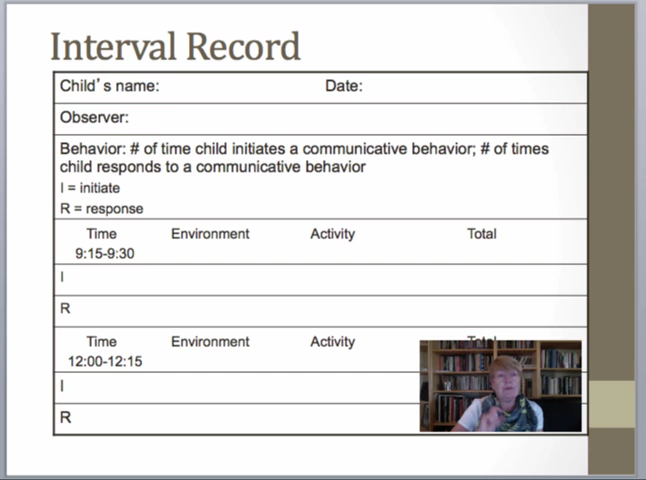 Interval Record
Child's name: Date:
Observer:
Behavior: # of time child initiates a communicative behavior; # of times
child responds to a communicative behavior
I = initiate
R = response
Time Environment Activity Total
9:15-9:30
I
R
Time Environment Activity Total
12:00-12:15
I
R